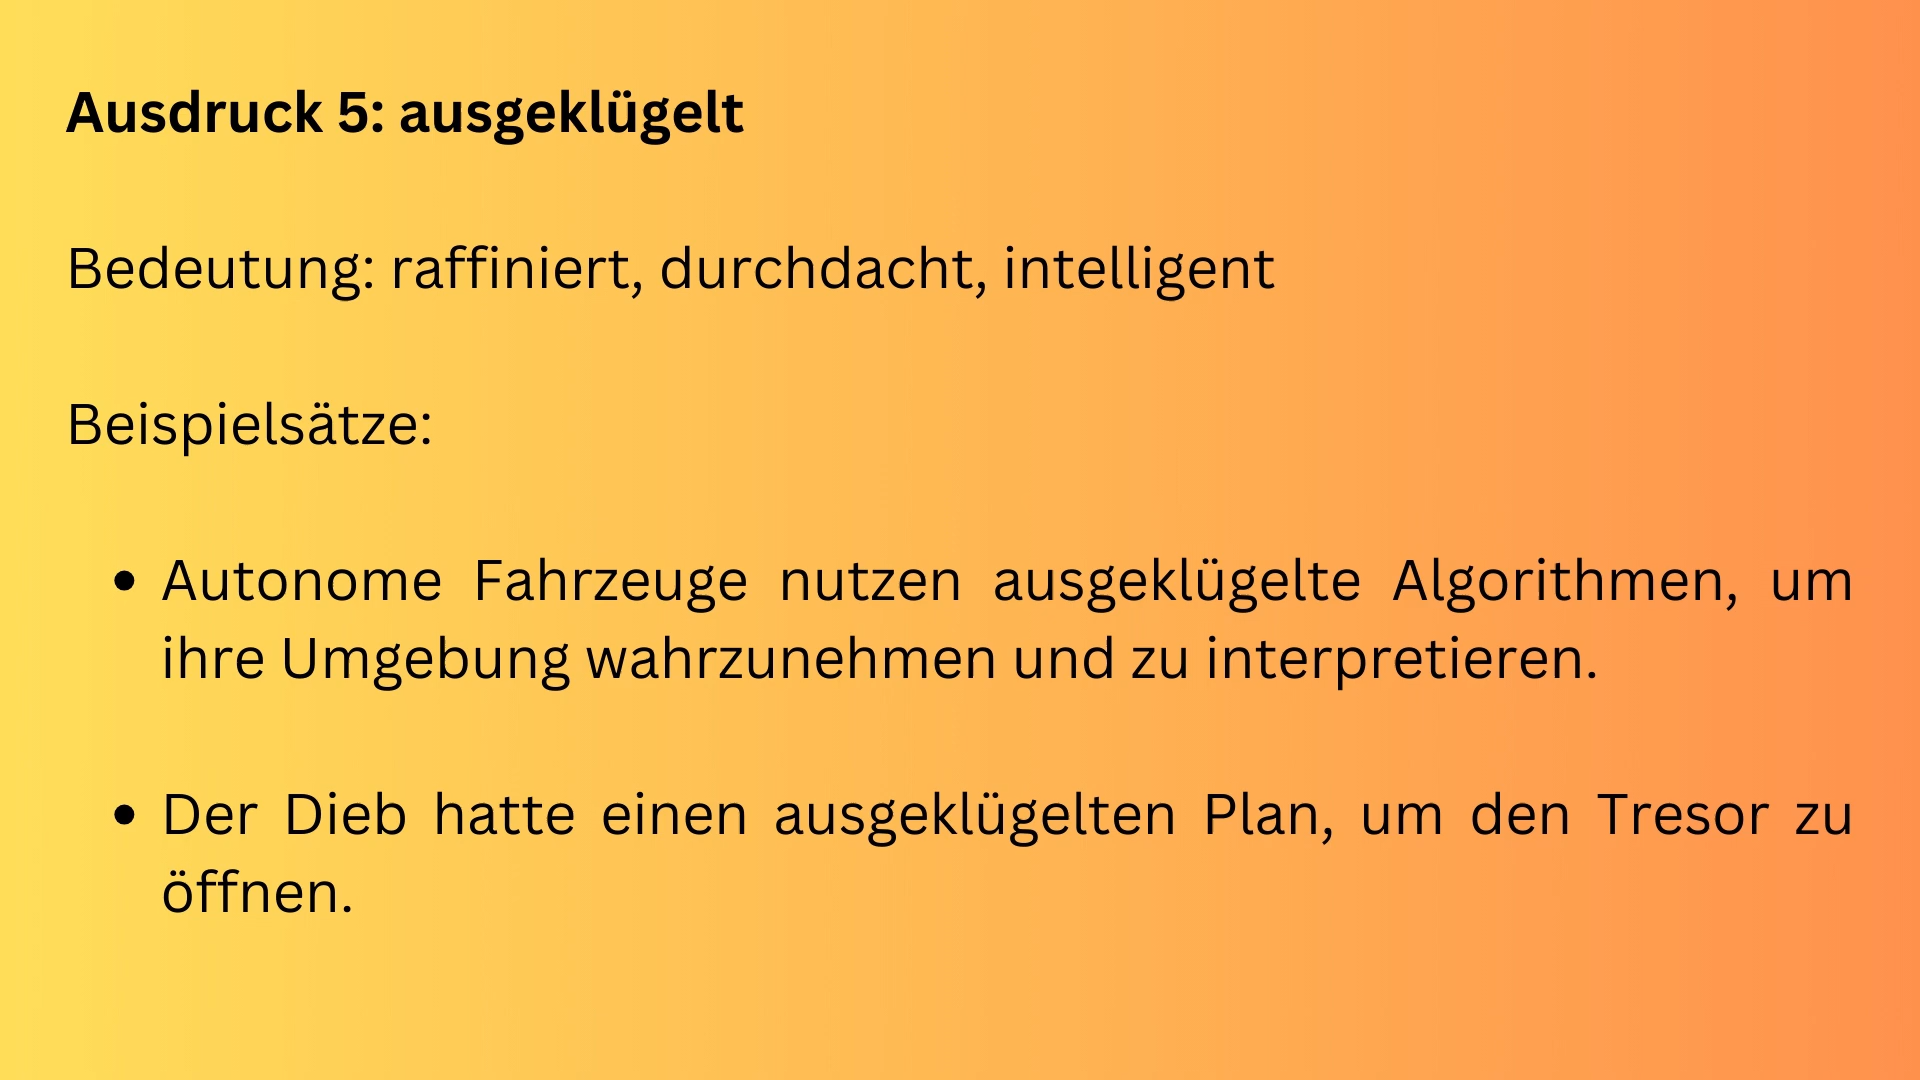 Ausdruck 5: ausgeklügelt
Bedeutung: raffiniert, durchdacht, intelligent
Beispielsätze:
• Autonome Fahrzeuge nutzen ausgeklügelte Algorithmen, um
ihre Umgebung wahrzunehmen und zu interpretieren.
• Der Dieb hatte einen ausgeklügelten Plan, um den Tresor zu
öffnen.